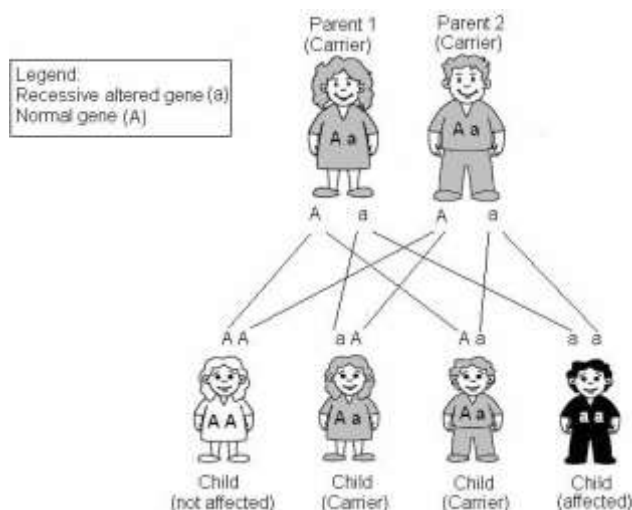 Parent 1
(Carrier)
Parent 2
(Carrier)
Legend:
Recessive altered gene (a)
Normal gene (A)
A a
A a
A a A a
A A a A A a a a
A A
A a
A a
a a
Child
(not affected)
Child
(Carrier)
Child
(Carrier)
Child
(affected)